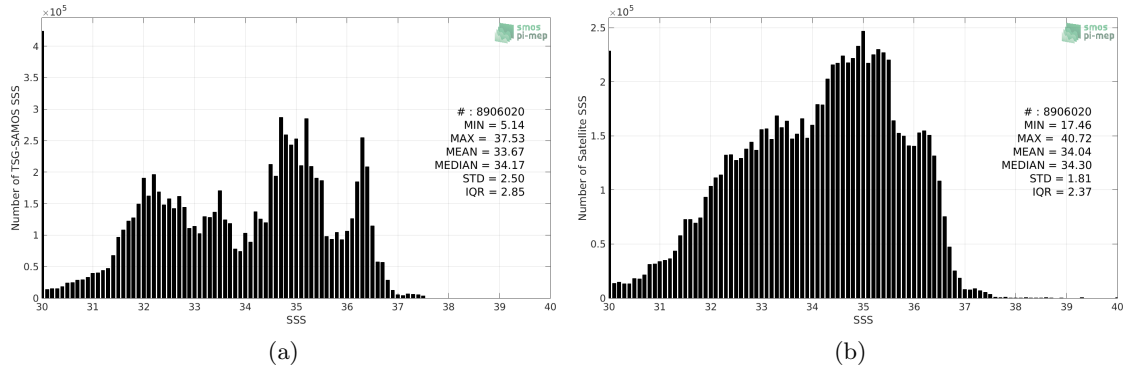 ×10⁵
4
3.5
3
2.5
2
1.5
1
0.5
0
Number of TSG-SAMOS SSS
smos
pi-mep
# : 8906020
MIN = 5.14
MAX = 37.53
MEAN = 33.67
MEDIAN = 34.17
STD = 2.50
IQR = 2.85
30 31 32 33 34 35 36 37 38 39 40
SSS
(a)
×10⁵
2.5
2
1.5
1
0.5
0
Number of Satellite SSS
smos
pi-mep
# : 8906020
MIN = 17.46
MAX = 40.72
MEAN = 34.04
MEDIAN = 34.30
STD = 1.81
IQR = 2.37
30 31 32 33 34 35 36 37 38 39 40
SSS
(b)